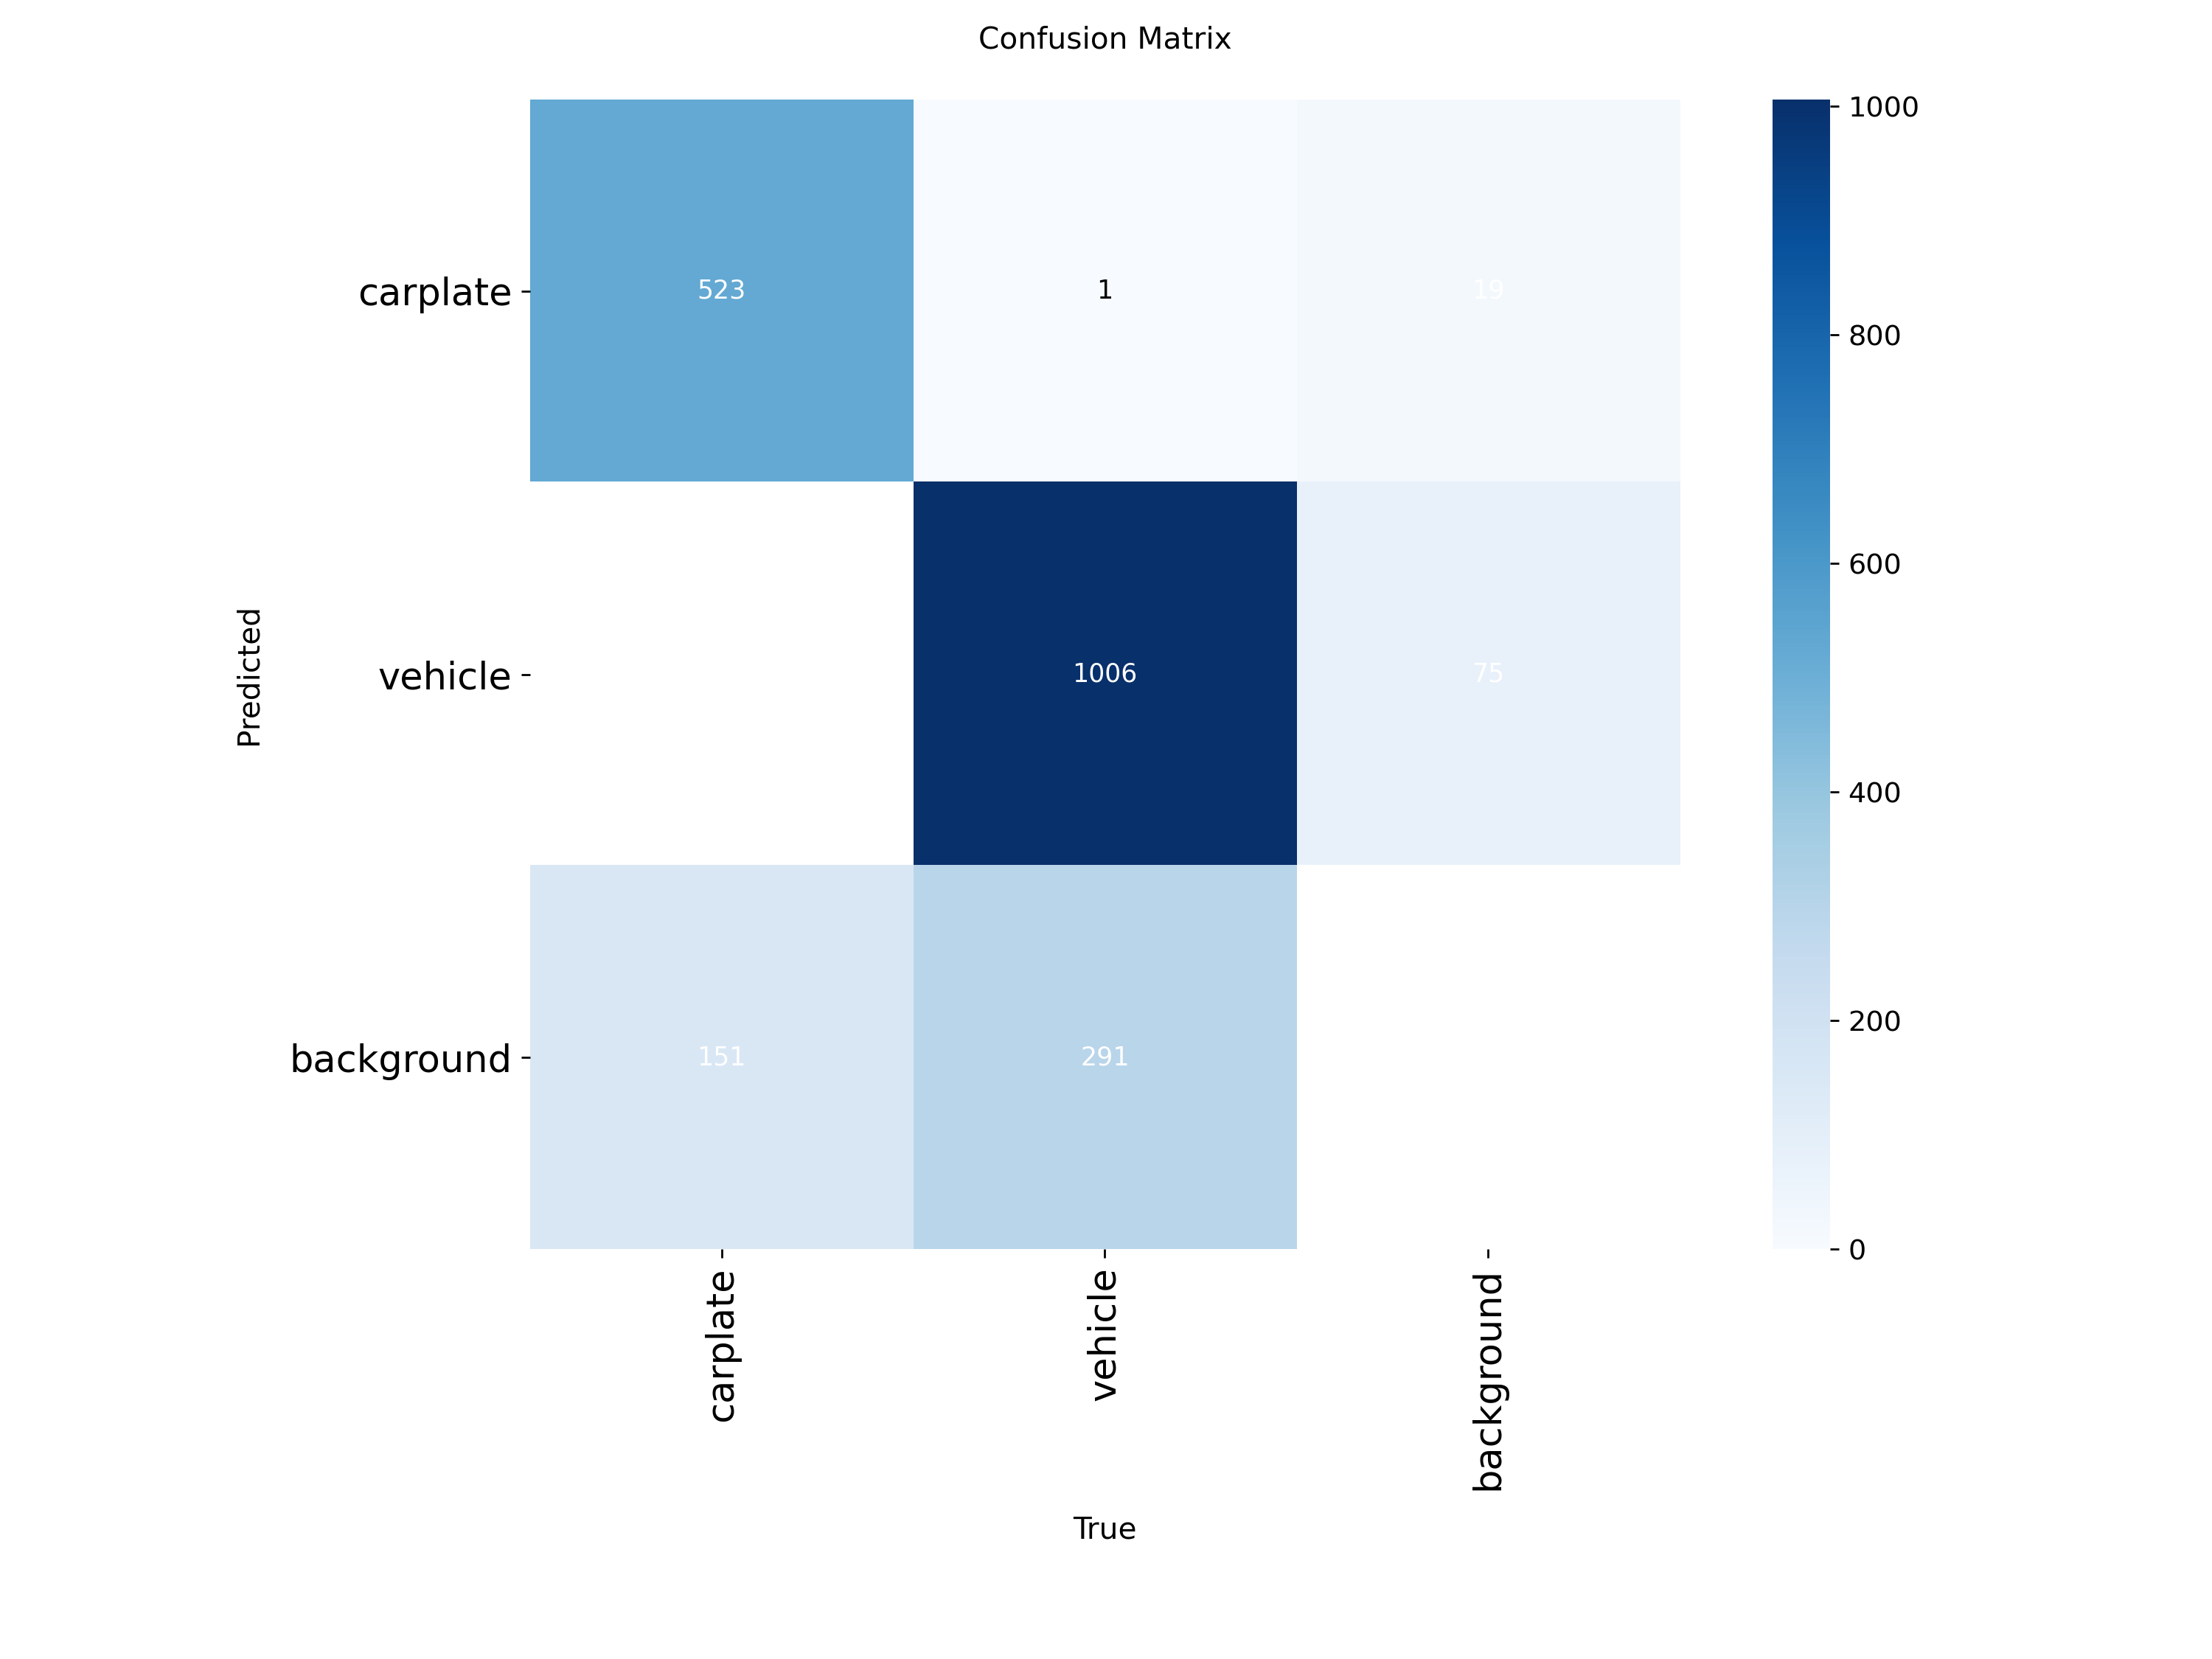 Confusion Matrix
carplate
523
1
19
vehicle
1006
75
background
151
291
Predicted
carplate
vehicle
background
True
1000
800
600
400
200
0